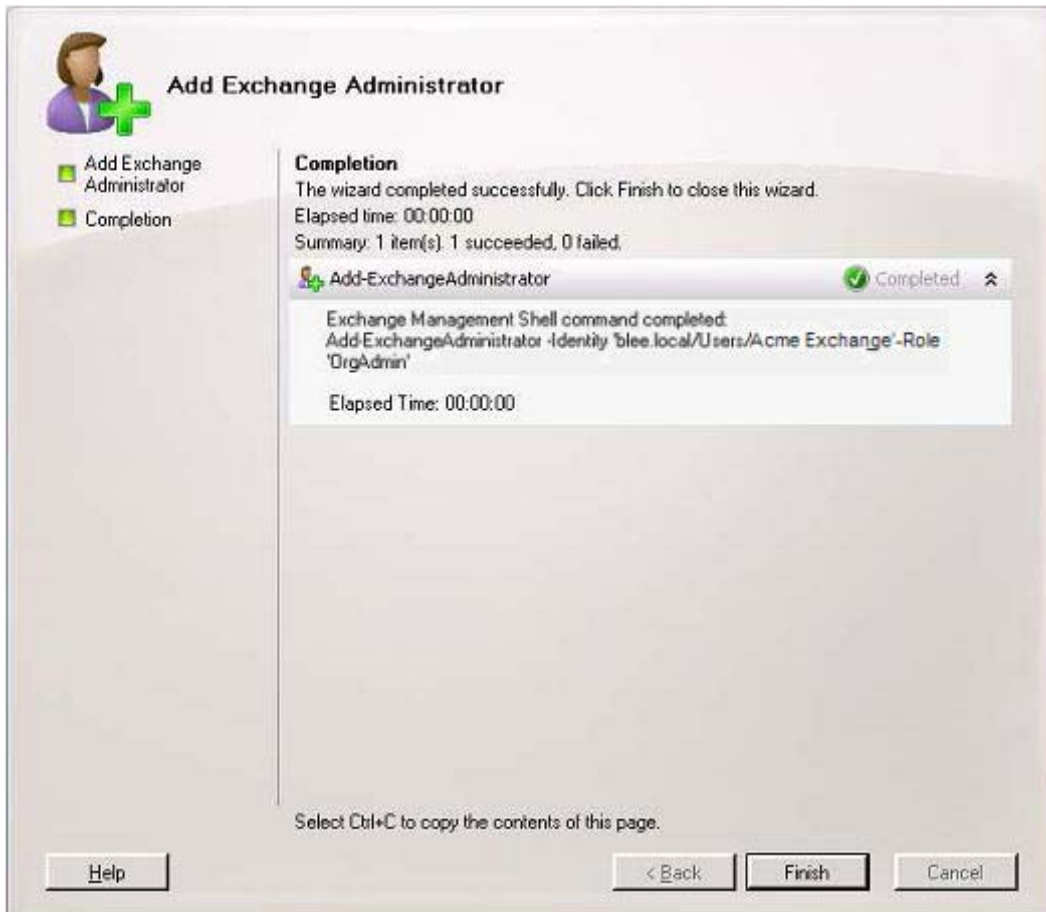 Add Exchange Administrator
Add Exchange
Administrator
Completion
Completion
The wizard completed successfully. Click Finish to close this wizard.
Elapsed time: 00:00:00
Summary: 1 item(s). 1 succeeded, 0 failed.
Add-ExchangeAdministrator
Completed
Exchange Management Shell command completed:
Add-ExchangeAdministrator -Identity 'blee.local/Users/Acme Exchange'-Role
'OrgAdmin'
Elapsed Time: 00:00:00
Select Ctrl+C to copy the contents of this page.
Help
< Back
Finish
Cancel